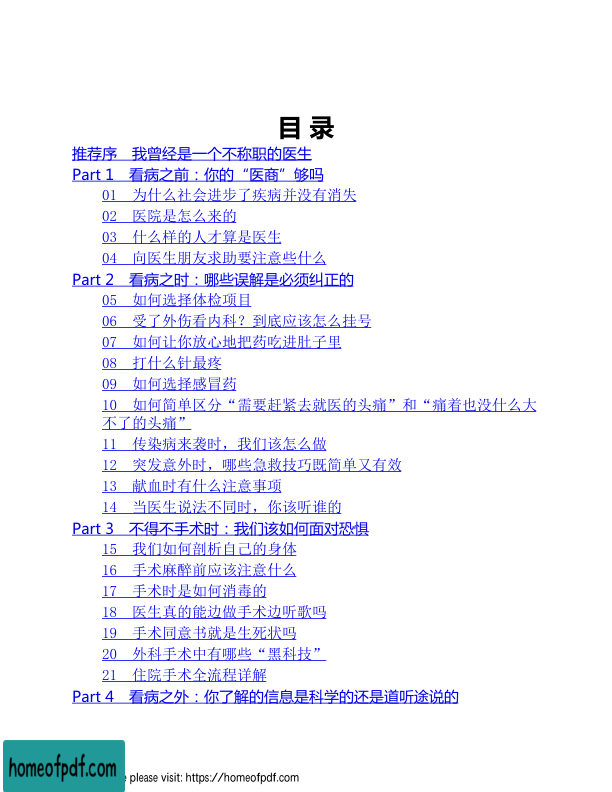 目 录
推荐序　我曾经是一个不称职的医生
Part 1　看病之前：你的“医商”够吗
01　为什么社会进步了疾病并没有消失
02　医院是怎么来的
03　什么样的人才算是医生
04　向医生朋友求助要注意些什么
Part 2　看病之时：哪些误解是必须纠正的
05　如何选择体检项目
06　受了外伤看内科？到底应该怎么挂号
07　如何让你放心地把药吃进肚子里
08　打什么针最疼
09　如何选择感冒药
10　如何简单区分“需要赶紧去就医的头痛”和“痛着也没什么大
不了的头痛”
11　传染病来袭时，我们该怎么做
12　突发意外时，哪些急救技巧既简单又有效
13　献血时有什么注意事项
14　当医生说法不同时，你该听谁的
Part 3　不得不手术时：我们该如何面对恐惧
15　我们如何剖析自己的身体
16　手术麻醉前应该注意什么
17　手术时是如何消毒的
18　医生真的能边做手术边听歌吗
19　手术同意书就是生死状吗
20　外科手术中有哪些“黑科技”
21　住院手术全流程详解
Part 4　看病之外：你了解的信息是科学的还是道听途说的
homeofpdf.com
e please visit: https://homeofpdf.com